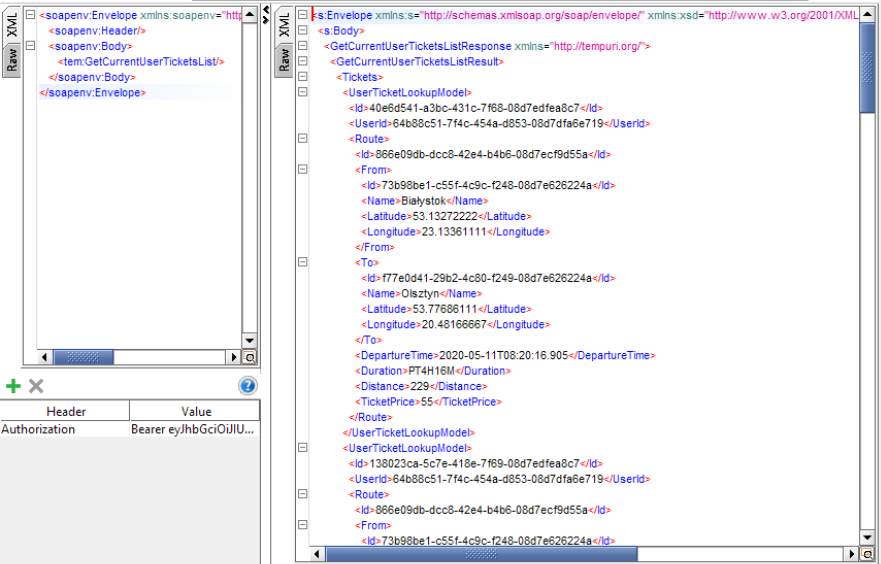 XML
Raw
<soapenv:Envelope xmlns:soapenv="http
<soapenv:Header/>
<soapenv:Body>
<tem:GetCurrentUserTicketsList/>
</soapenv:Body>
</soapenv:Envelope>
Header Value
Authorization Bearer eyJhbGciOiJIU...
XML
Raw
<s:Envelope xmlns:s="http://schemas.xmlsoap.org/soap/envelope/" xmlns:xsd="http://www.w3.org/2001/XML
<s:Body>
<GetCurrentUserTicketsListResponse xmlns="http://tempuri.org/">
<GetCurrentUserTicketsListResult>
<Tickets>
<UserTicketLookupModel>
<Id>40e6d541-a3bc-431c-7f68-08d7edfea8c7</Id>
<UserId>64b88c51-7f4c-454a-d853-08d7dfa6e719</UserId>
<Route>
<Id>866e09db-dcc8-42e4-b4b6-08d7ecf9d55a</Id>
<From>
<Id>73b98be1-c55f-4c9c-f248-08d7e626224a</Id>
<Name>Białystok</Name>
<Latitude>53.13272222</Latitude>
<Longitude>23.13361111</Longitude>
</From>
<To>
<Id>f77e0d41-29b2-4c80-f249-08d7e626224a</Id>
<Name>Olsztyn</Name>
<Latitude>53.77686111</Latitude>
<Longitude>20.48166667</Longitude>
</To>
<DepartureTime>2020-05-11T08:20:16.905</DepartureTime>
<Duration>PT4H16M</Duration>
<Distance>229</Distance>
<TicketPrice>55</TicketPrice>
</Route>
</UserTicketLookupModel>
<UserTicketLookupModel>
<Id>138023ca-5c7e-418e-7f69-08d7edfea8c7</Id>
<UserId>64b88c51-7f4c-454a-d853-08d7dfa6e719</UserId>
<Route>
<Id>866e09db-dcc8-42e4-b4b6-08d7ecf9d55a</Id>
<From>
<Id>73b98be1-c55f-4c9c-f248-08d7e626224a</Id>